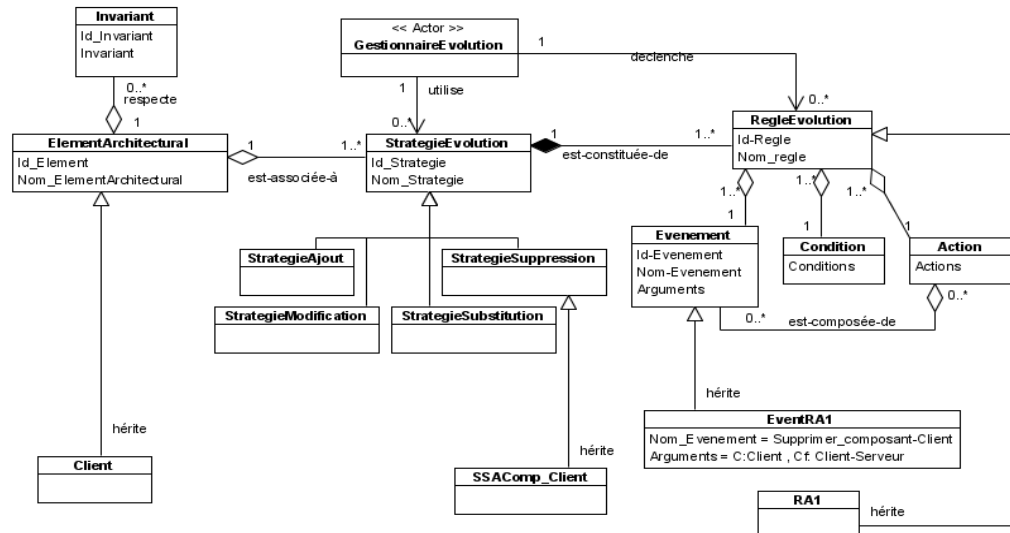 Invariant
Id_Invariant
Invariant
<< Actor >>
GestionnaireEvolution
1
declenche
0..*
respecte
1
1
utilise
0..*
0..*
ElementArchitectural
Id_Element
Nom_ElementArchitectural
1
est-associée-à
1..*
StrategieEvolution
Id_Strategie
Nom_Strategie
1
est-constituée-de
1..*
RegleEvolution
Id-Regle
Nom_regle
1..*
1..*
1..*
1
1
1
Evenement
Id-Evenement
Nom-Evenement
Arguments
Condition
Conditions
Action
Actions
0..*
est-composée-de
0..*
StrategieAjout
StrategieSuppression
StrategieModification
StrategieSubstitution
hérite
hérite
hérite
EventRA1
Nom_Evenement = Supprimer_composant-Client
Arguments = C:Client , Cf: Client-Serveur
Client
SSAComp_Client
RA1
hérite